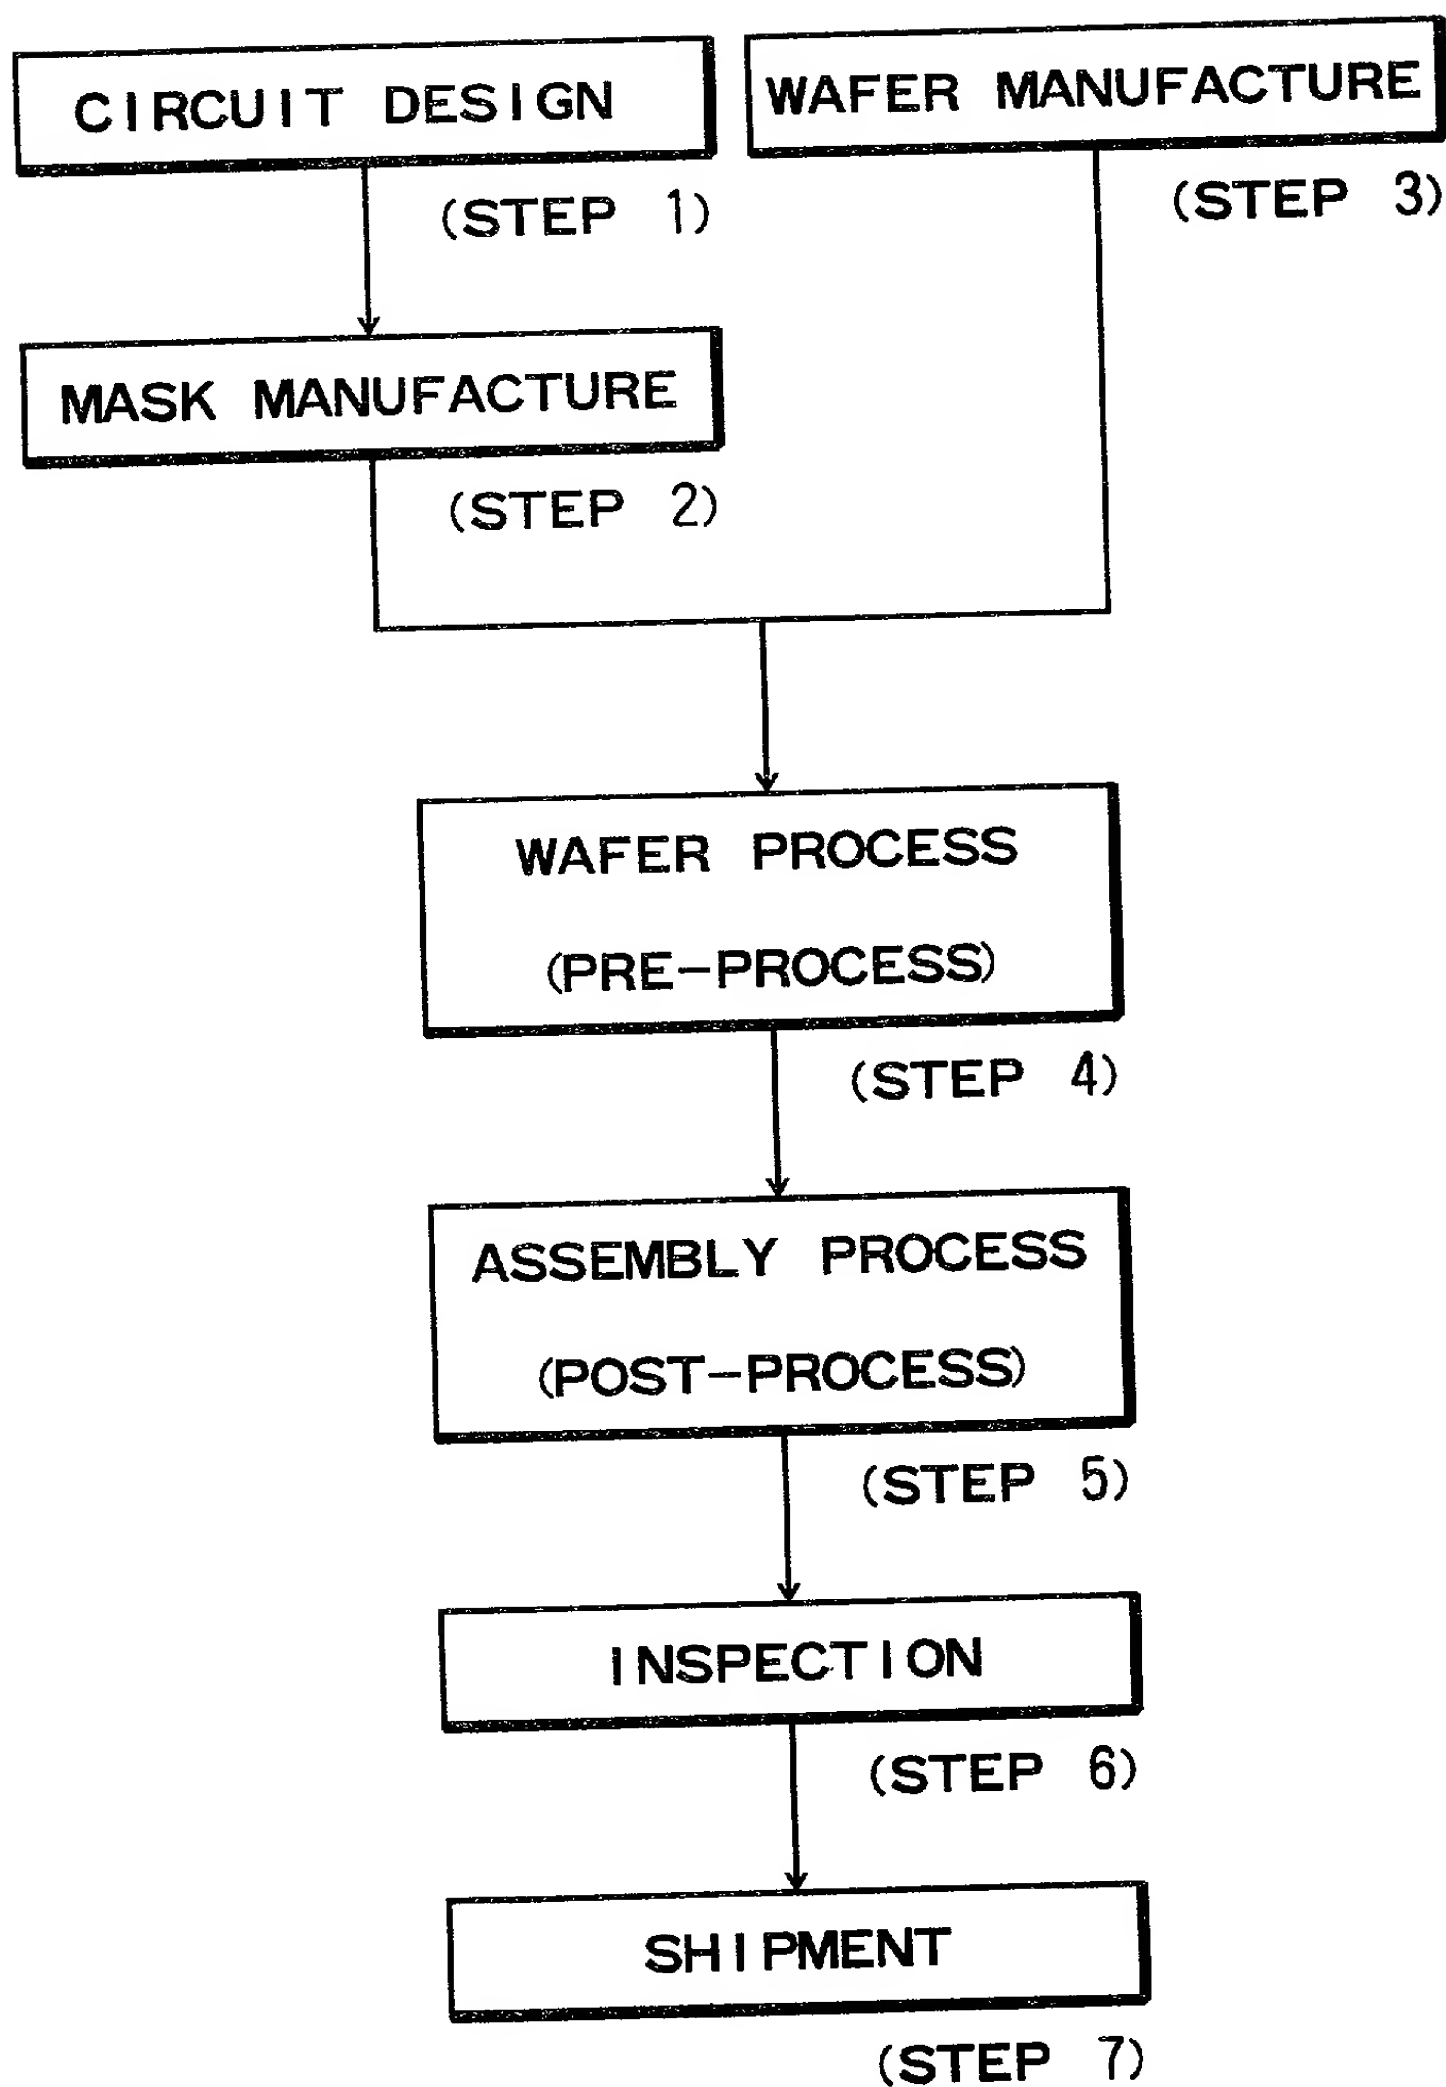 CIRCUIT DESIGN
(STEP 1)
WAFER MANUFACTURE
(STEP 3)
MASK MANUFACTURE
(STEP 2)
WAFER PROCESS
(PRE-PROCESS)
(STEP 4)
ASSEMBLY PROCESS
(POST-PROCESS)
(STEP 5)
INSPECTION
(STEP 6)
SHIPMENT
(STEP 7)